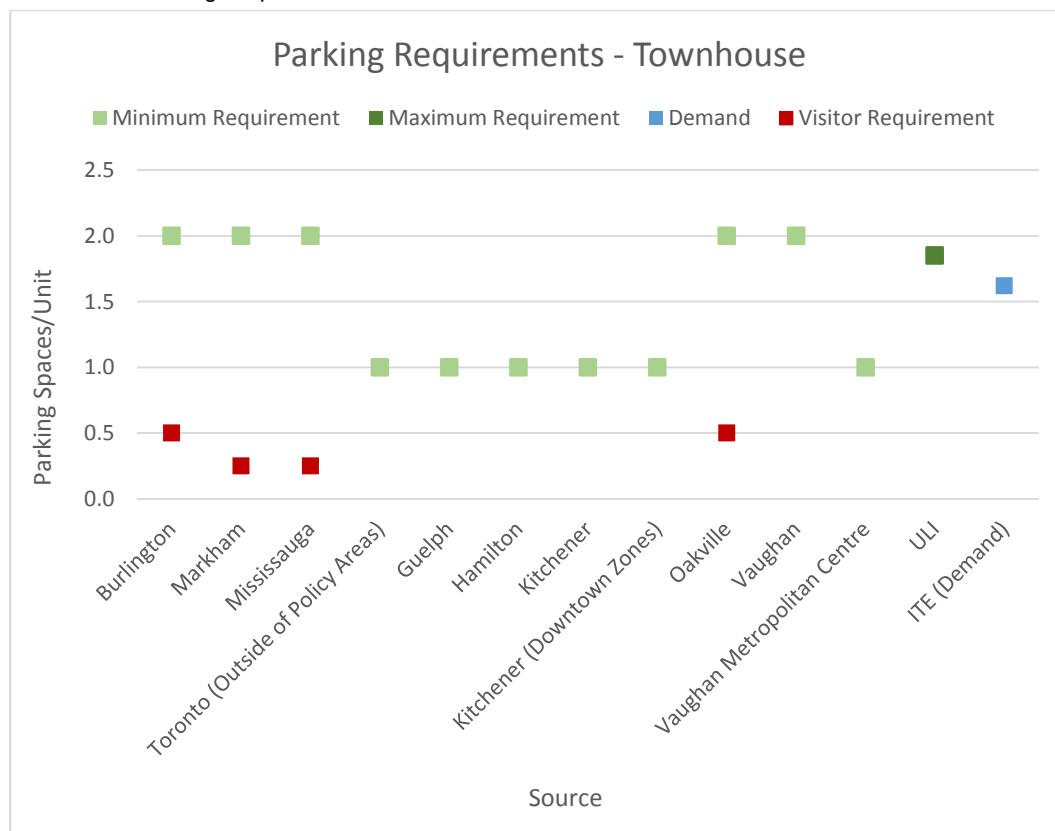 Parking Requirements - Townhouse
Minimum Requirement Maximum Requirement Demand Visitor Requirement
2.5
2.0
1.5
1.0
0.5
0.0
Parking Spaces/Unit
Burlington
Markham
Mississauga
Toronto (Outside of Policy Areas)
Guelph
Hamilton
Kitchener
Kitchener (Downtown Zones)
Oakville
Vaughan
Vaughan Metropolitan Centre
ULI
ITE (Demand)
Source